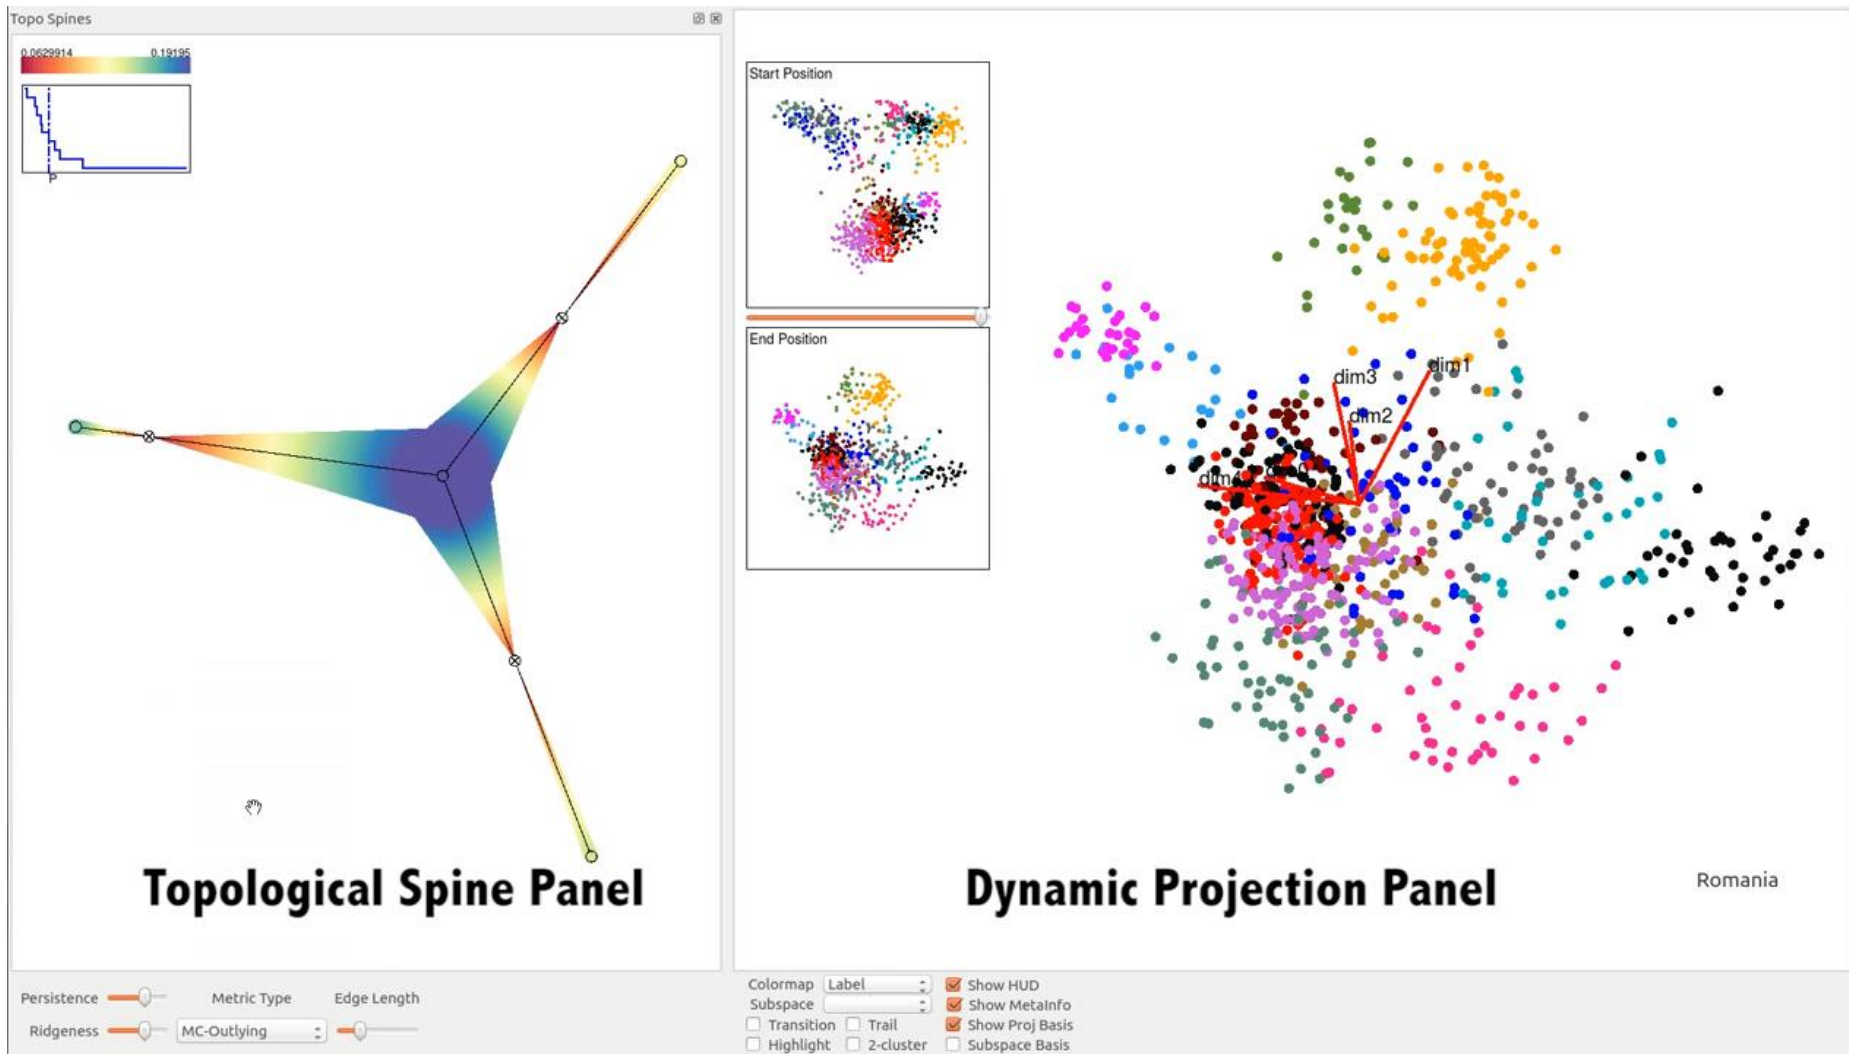 Topo Spines
0.0629914 0.19195
P
Start Position
End Position
dim3
dim1
dim2
Topological Spine Panel
Dynamic Projection Panel
Romania
Persistence
Metric Type
Edge Length
Ridgeness
MC-Outlying
Colormap Label
Show HUD
Subspace
Show MetaInfo
Transition
Trail
Show Proj Basis
Highlight
2-cluster
Subspace Basis